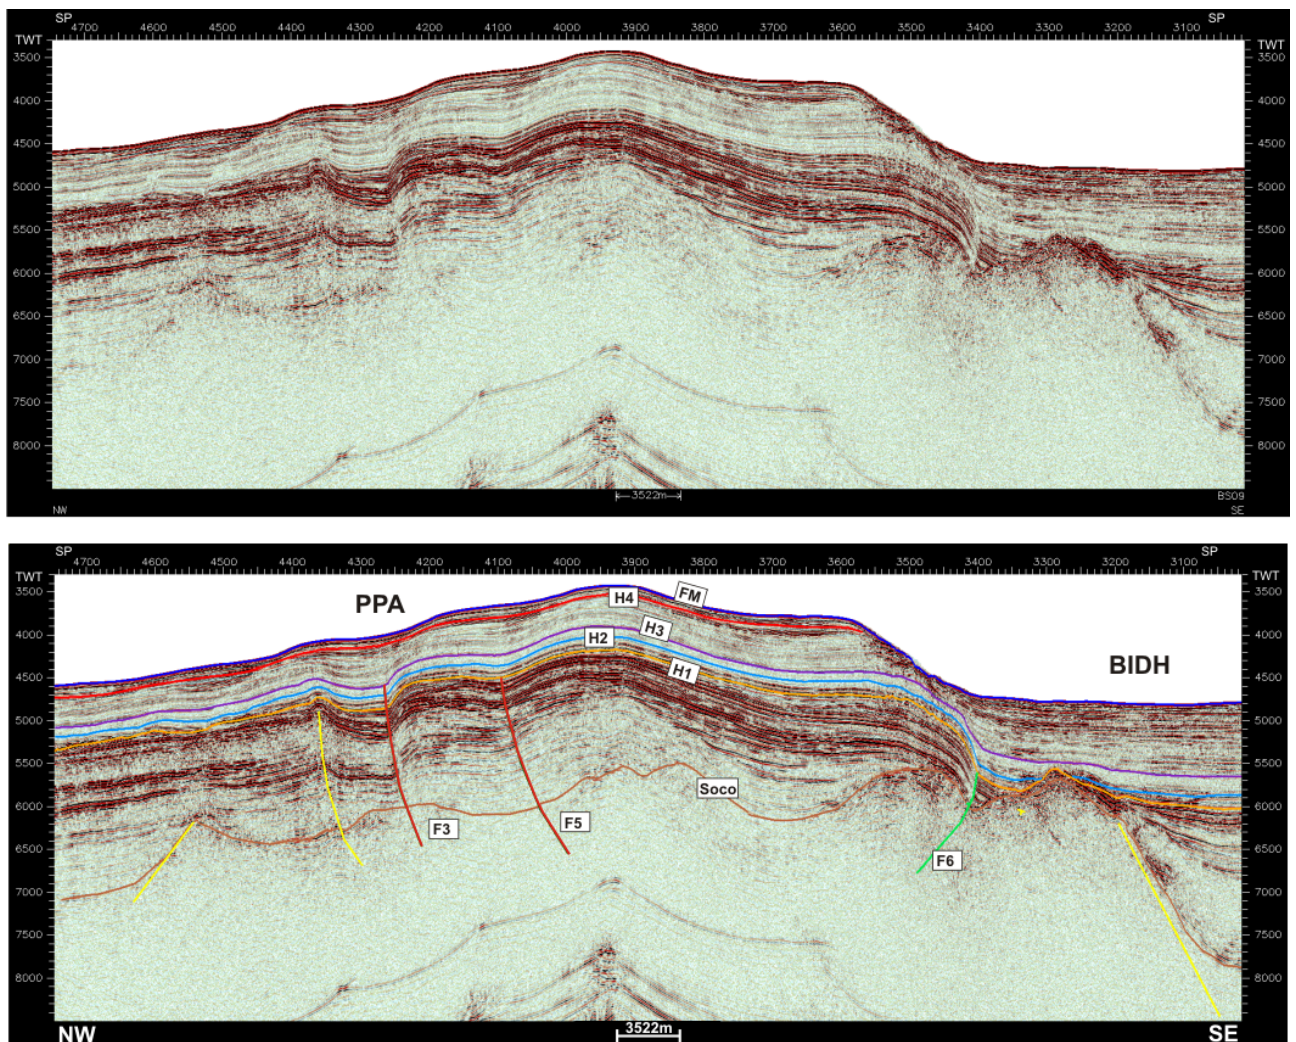 SP SP
4700 4600 4500 4400 4300 4200 4100 4000 3900 3800 3700 3600 3500 3400 3300 3200 3100
TWT TWT
3500 3500
4000 4000
4500 4500
5000 5000
5500 5500
6000 6000
6500 6500
7000 7000
7500 7500
8000 8000
3522m
BS09
NW SE
SP SP
4700 4600 4500 4400 4300 4200 4100 4000 3900 3800 3700 3600 3500 3400 3300 3200 3100
TWT TWT
3500 3500
PPA H4 FM
4000 4000
H2 H3
BIDH
H1
4500 4500
5000 5000
5500 5500
Soco
6000 6000
F3 F5
6500 6500
F6
7000 7000
7500 7500
8000 8000
NW 3522m SE